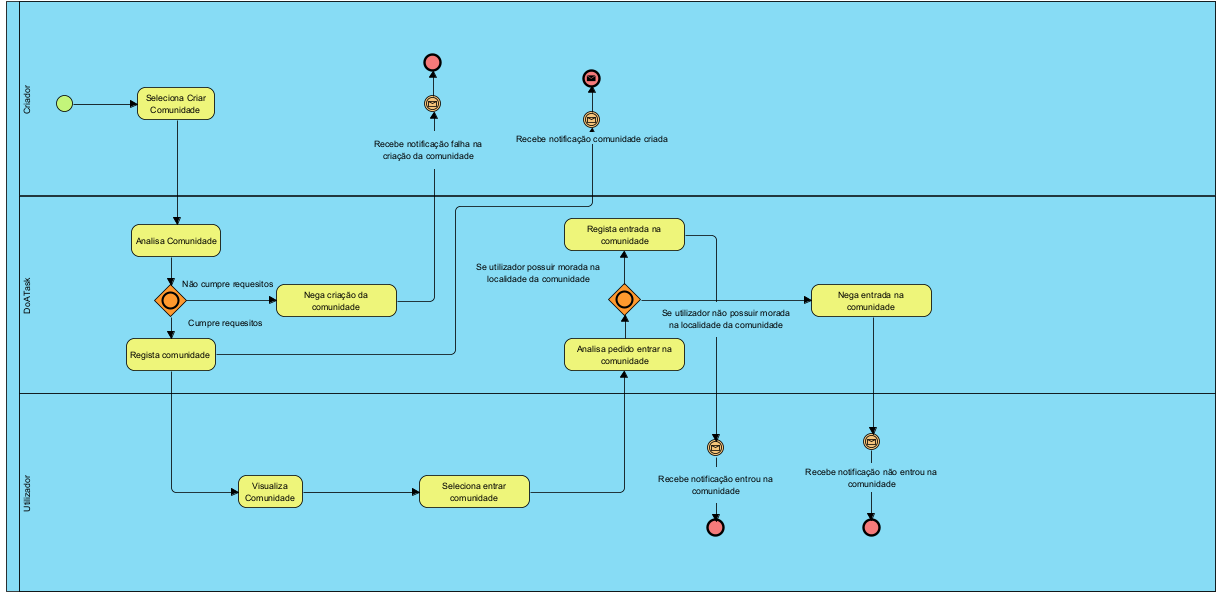 Criador
Seleciona Criar
Comunidade
Recebe notificação falha na
criação da comunidade
Recebe notificação comunidade criada
DoATask
Analisa Comunidade
Não cumpre requesitos
Nega criação da
comunidade
Cumpre requesitos
Regista comunidade
Regista entrada na
comunidade
Se utilizador possuir morada na
localidade da comunidade
Se utilizador não possuir morada
na localidade da comunidade
Nega entrada na
comunidade
Analisa pedido entrar na
comunidade
Utilizador
Visualiza
Comunidade
Seleciona entrar
comunidade
Recebe notificação entrou na
comunidade
Recebe notificação não entrou na
comunidade